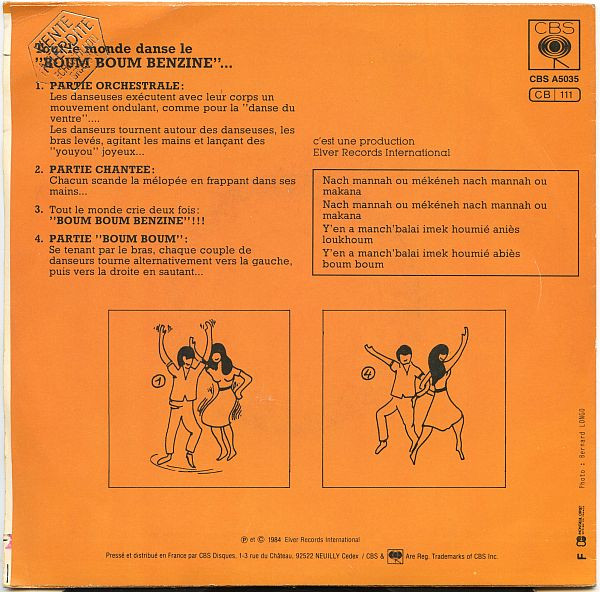 Tout le monde danse le
"BOUM BOUM BENZINE"...
VENTE
INTERDITE
1. PARTIE ORCHESTRALE:
Les danseuses exécutent avec leur corps un
mouvement ondulant, comme pour la "danse du
ventre"....
Les danseurs tournent autour des danseuses, les
bras levés, agitant les mains et lançant des
"youyou" joyeux...
2. PARTIE CHANTEE:
Chacun scande la mélopée en frappant dans ses
mains...
3. Tout le monde crie deux fois:
"BOUM BOUM BENZINE"!!!
4. PARTIE "BOUM BOUM":
Se tenant par le bras, chaque couple de
danseurs tourne alternativement vers la gauche,
puis vers la droite en sautant...
CBS
CBS A5035
CB 111
c'est une production
Elver Records International
Nach mannah ou mékéneh nach mannah ou
makana
Nach mannah ou mékéneh nach mannah ou
makana
Y'en a manch'balai imek houmié aniès
loukhoum
Y'en a manch'balai imek houmié abiès
boum boum
1
4
Photo : Bernard LONGO
F
℗ et © 1984 Elver Records International
Pressé et distribué en France par CBS Disques, 1-3 rue du Château, 92522 NEUILLY Cedex / CBS & Are Reg. Trademarks of CBS Inc.